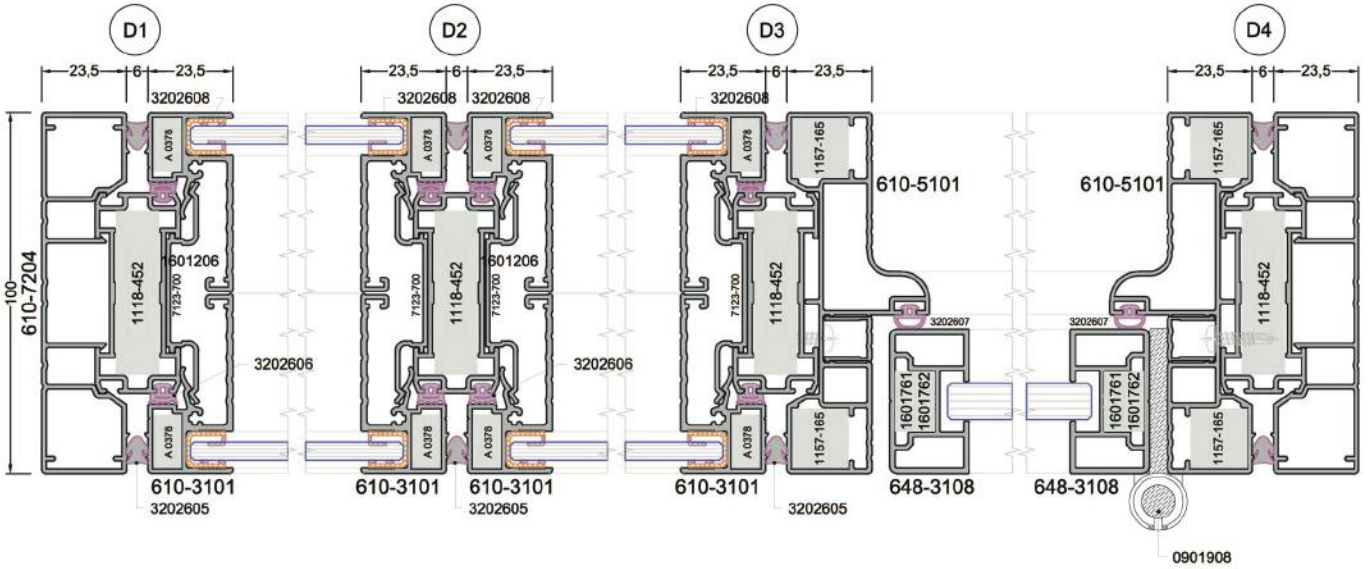 D1
D2
D3
D4
23,5 6 23,5
23,5 6 23,5
23,5 6 23,5
23,5 6 23,5
3202608
3202608
3202608
3202608
A 0378
A 0378
A 0378
A 0378
1157-165
1157-165
610-5101
610-5101
100
610-7204
1118-452
1601206
7123-700
7123-700
1118-452
1601206
7123-700
7123-700
1118-452
1118-452
3202607
3202607
3202606
3202606
1601761
1601762
1601761
1601762
A 0378
A 0378
A 0378
A 0378
1157-165
1157-165
610-3101
610-3101
610-3101
610-3101
648-3108
648-3108
3202605
3202605
3202605
0901908